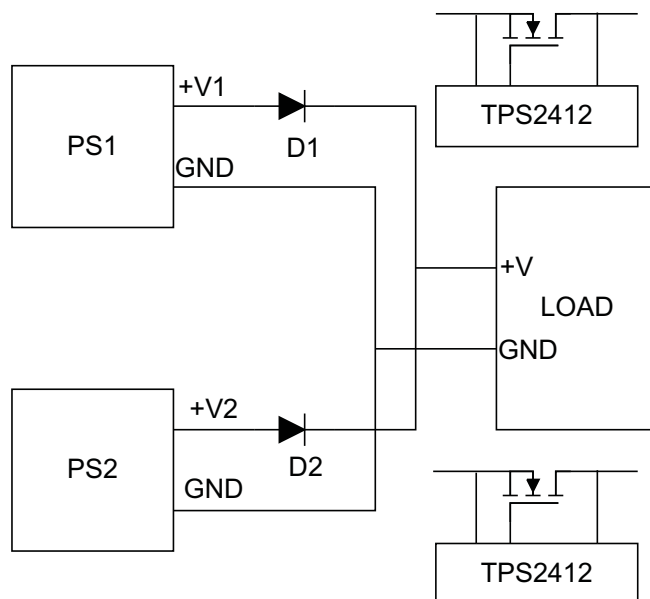 TPS2412
+V1
PS1
D1
GND
+V
LOAD
GND
+V2
PS2
D2
GND
TPS2412